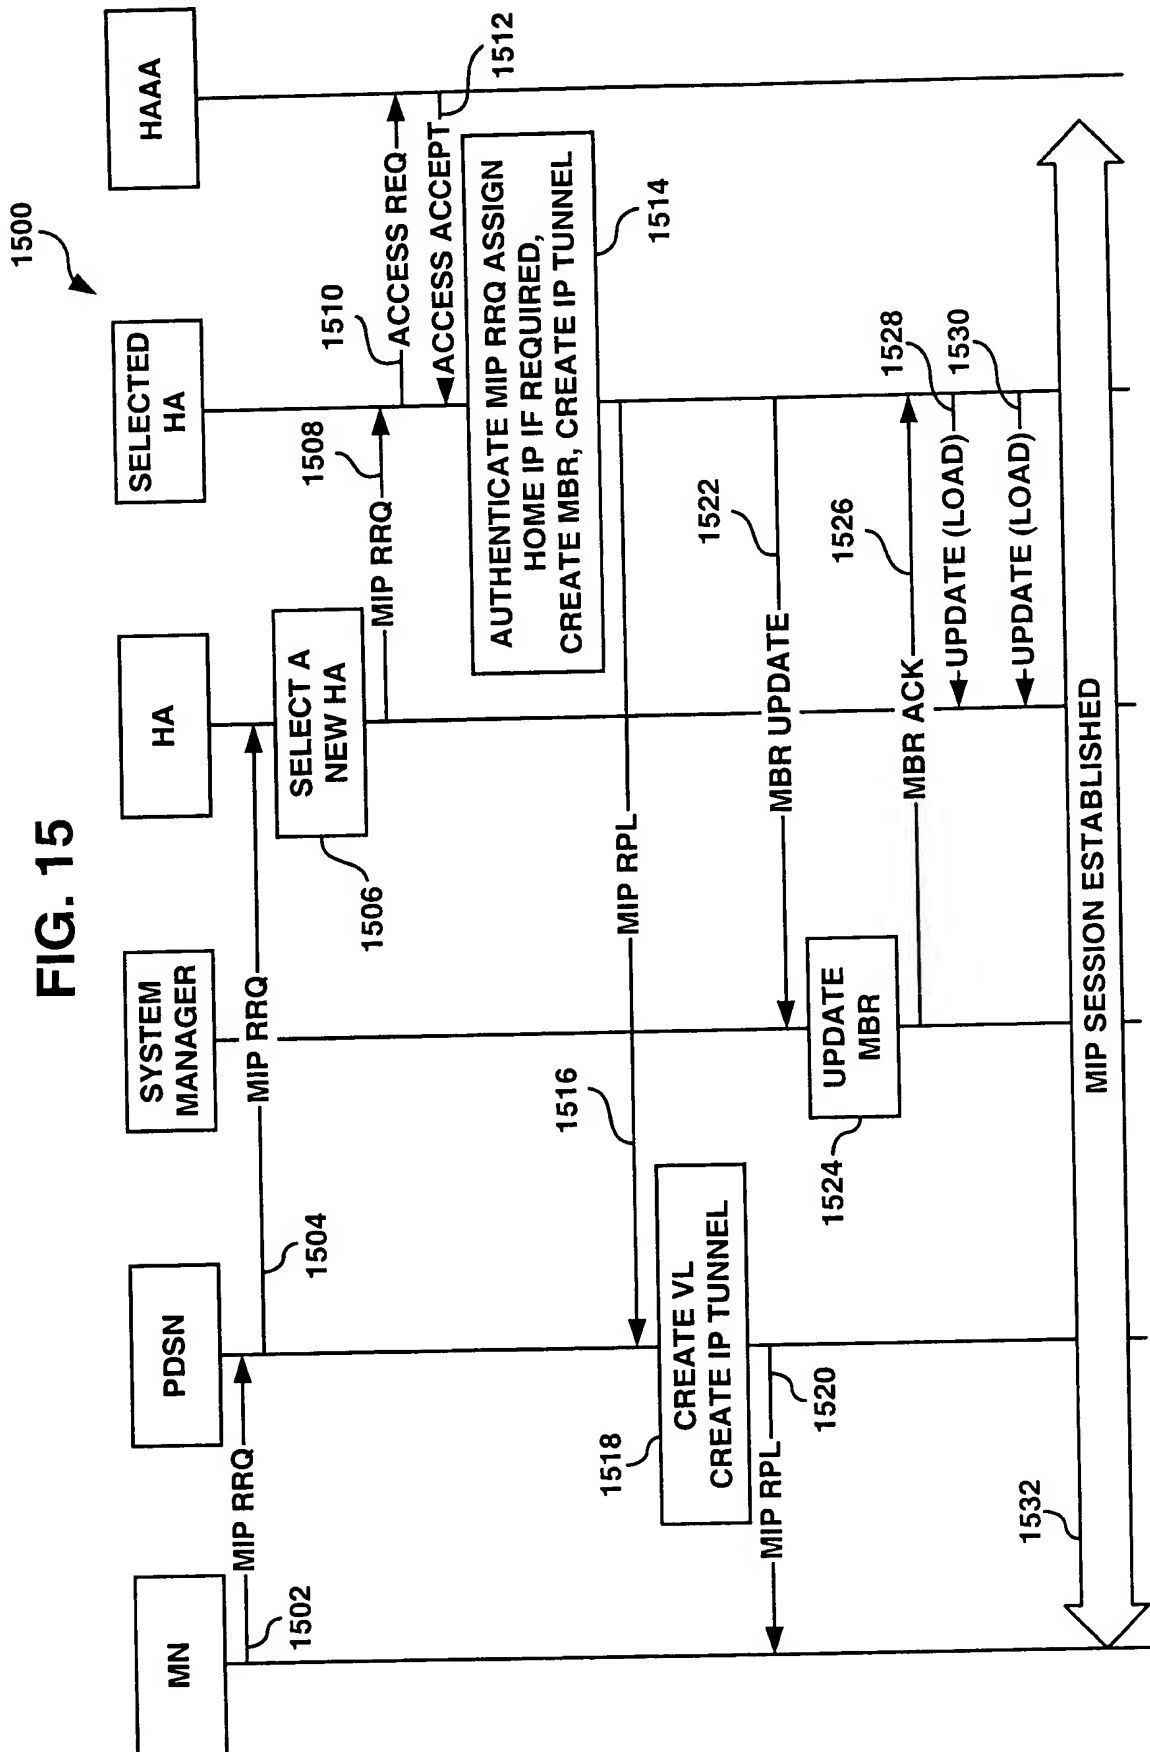 FIG. 15
1500
MN
PDSN
SYSTEM
MANAGER
HA
SELECTED
HA
HAAA
MIP RRQ
1502
MIP RRQ
1504
SELECT A
NEW HA
1506
MIP RRQ
1508
ACCESS REQ
1510
ACCESS ACCEPT
1512
AUTHENTICATE MIP RRQ ASSIGN
HOME IP IF REQUIRED,
CREATE MBR, CREATE IP TUNNEL
1514
MIP RPL
1516
CREATE VL
CREATE IP TUNNEL
1518
MIP RPL
1520
MBR UPDATE
1522
UPDATE
MBR
1524
MBR ACK
1526
UPDATE (LOAD)
1528
UPDATE (LOAD)
1530
MIP SESSION ESTABLISHED
1532